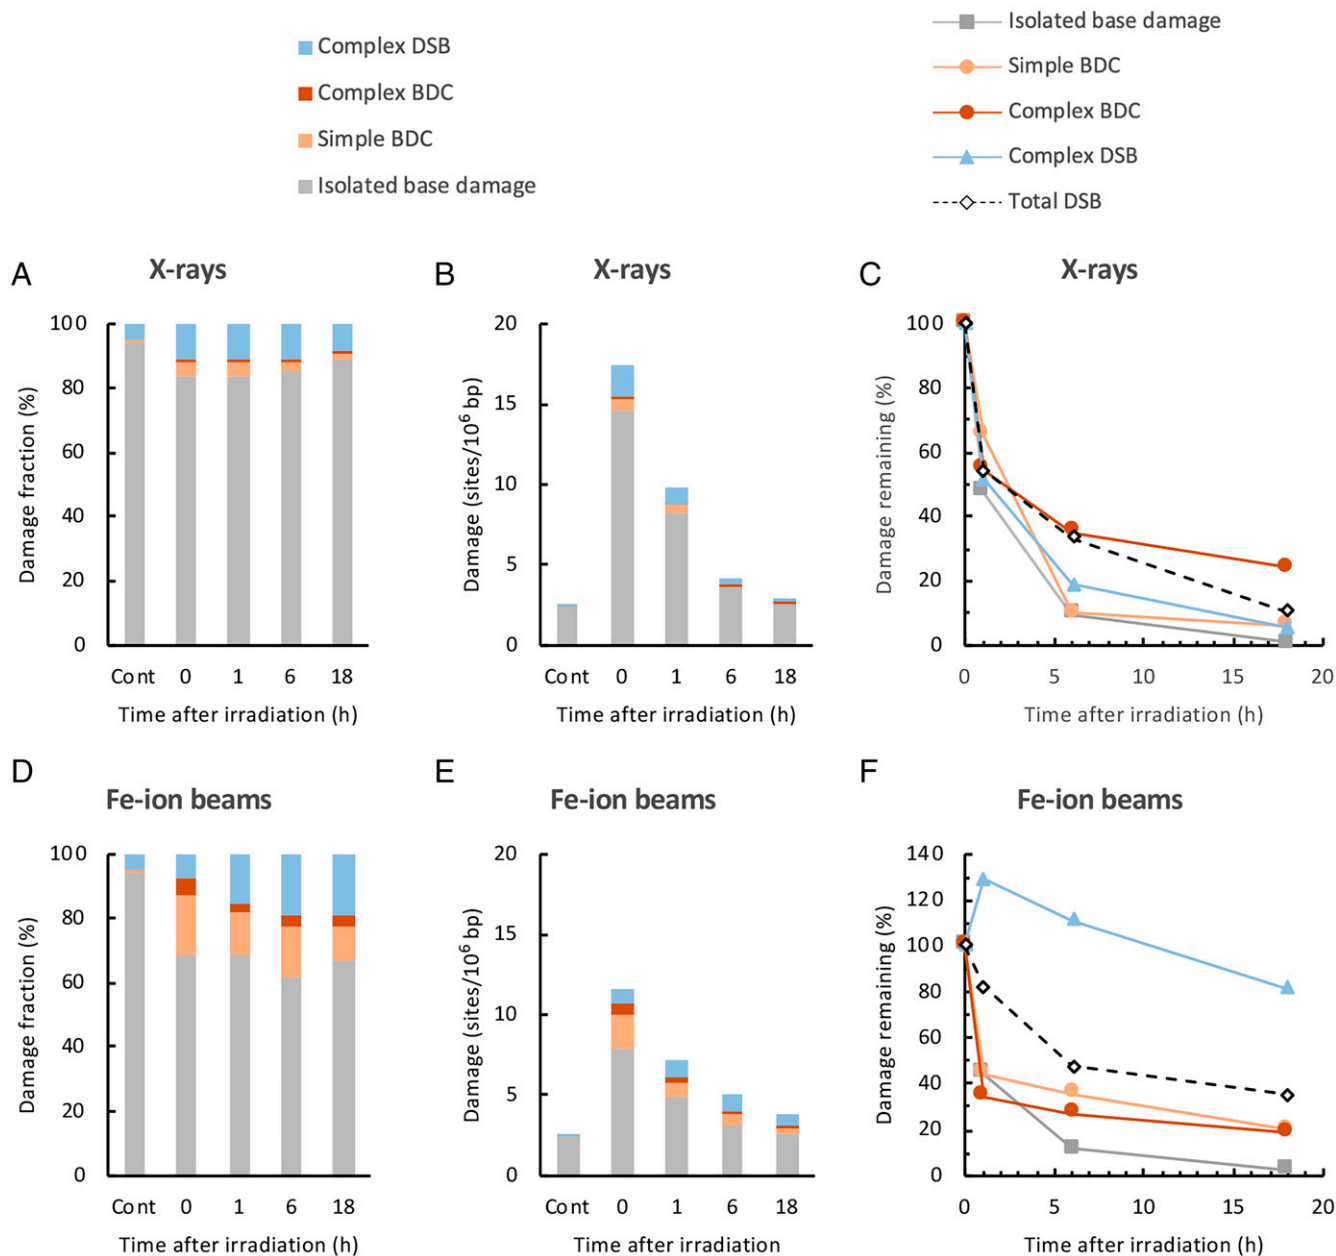 Complex DSB
Complex BDC
Simple BDC
Isolated base damage
Isolated base damage
Simple BDC
Complex BDC
Complex DSB
Total DSB
A
X-rays
Damage fraction (%)
100
80
60
40
20
0
Cont 0 1 6 18
Time after irradiation (h)
B
X-rays
Damage (sites/10⁶ bp)
20
15
10
5
0
Cont 0 1 6 18
Time after irradiation (h)
C
X-rays
Damage remaining (%)
100
80
60
40
20
0
0 5 10 15 20
Time after irradiation (h)
D
Fe-ion beams
Damage fraction (%)
100
80
60
40
20
0
Cont 0 1 6 18
Time after irradiation (h)
E
Fe-ion beams
Damage (sites/10⁶ bp)
20
15
10
5
0
Cont 0 1 6 18
Time after irradiation
F
Fe-ion beams
Damage remaining (%)
140
120
100
80
60
40
20
0
0 5 10 15 20
Time after irradiation (h)